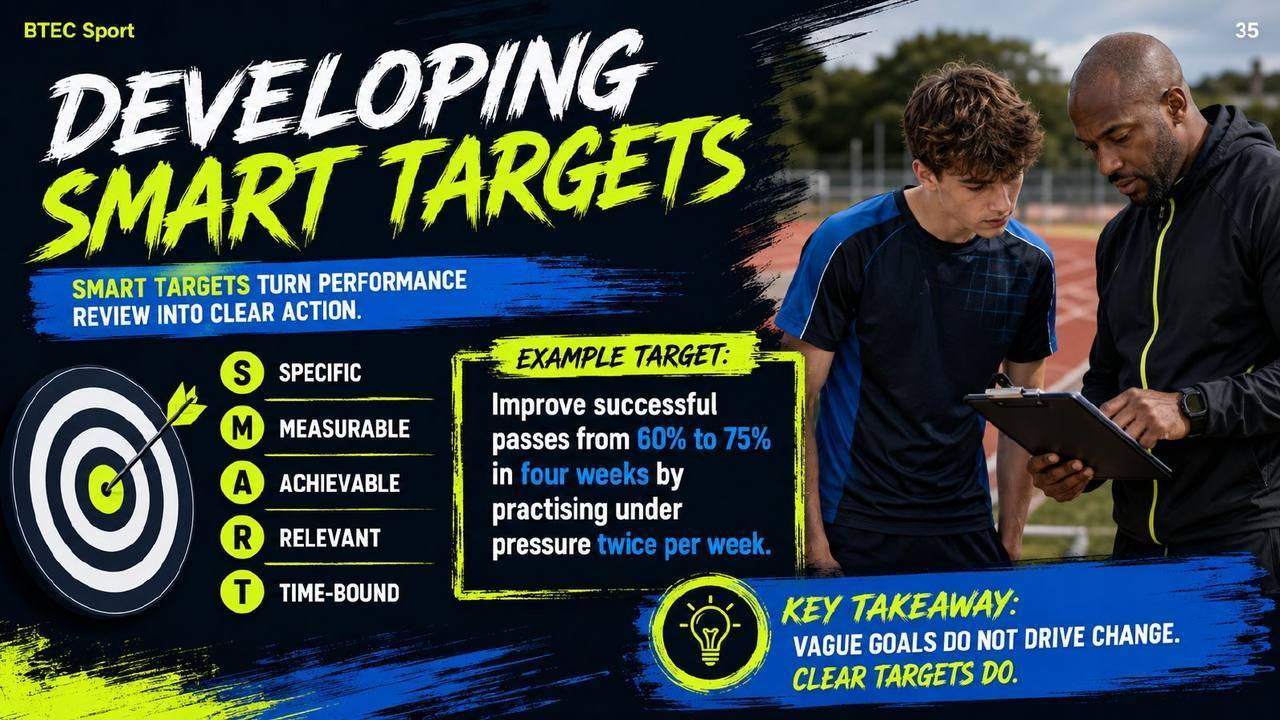 BTEC Sport
35
DEVELOPING
SMART TARGETS
SMART TARGETS TURN PERFORMANCE
REVIEW INTO CLEAR ACTION.
S SPECIFIC
M MEASURABLE
A ACHIEVABLE
R RELEVANT
T TIME-BOUND
EXAMPLE TARGET:
Improve successful
passes from 60% to 75%
in four weeks by
practising under
pressure twice per week.
KEY TAKEAWAY:
VAGUE GOALS DO NOT DRIVE CHANGE.
CLEAR TARGETS DO.